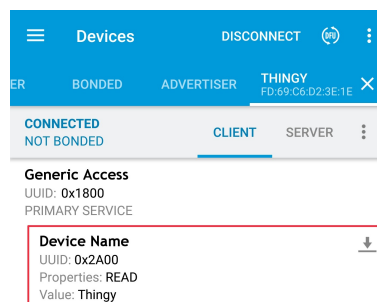 Devices DISCONNECT DFU
ER BONDED ADVERTISER THINGY
FD:69:C6:D2:3E:1E
CONNECTED
NOT BONDED
CLIENT SERVER
Generic Access
UUID: 0x1800
PRIMARY SERVICE
Device Name
UUID: 0x2A00
Properties: READ
Value: Thingy